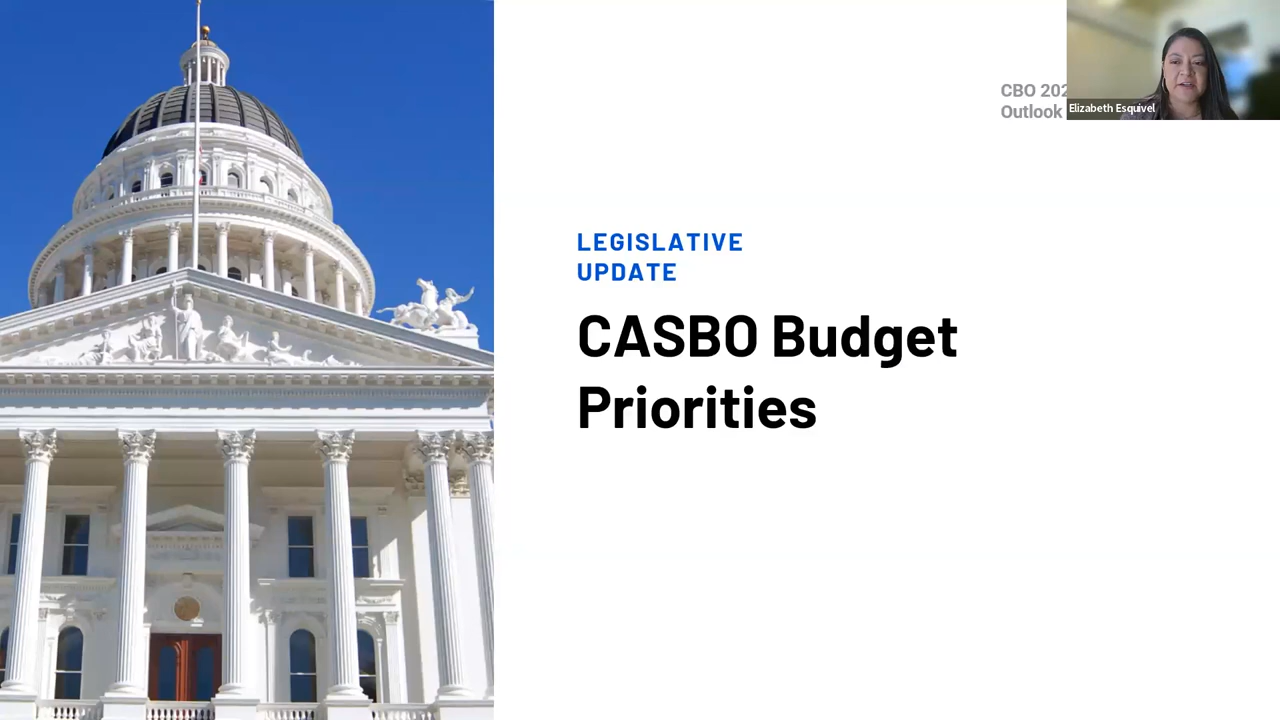 CBO 202
Outlook
Elizabeth Esquivel
LEGISLATIVE
UPDATE
CASBO Budget
Priorities